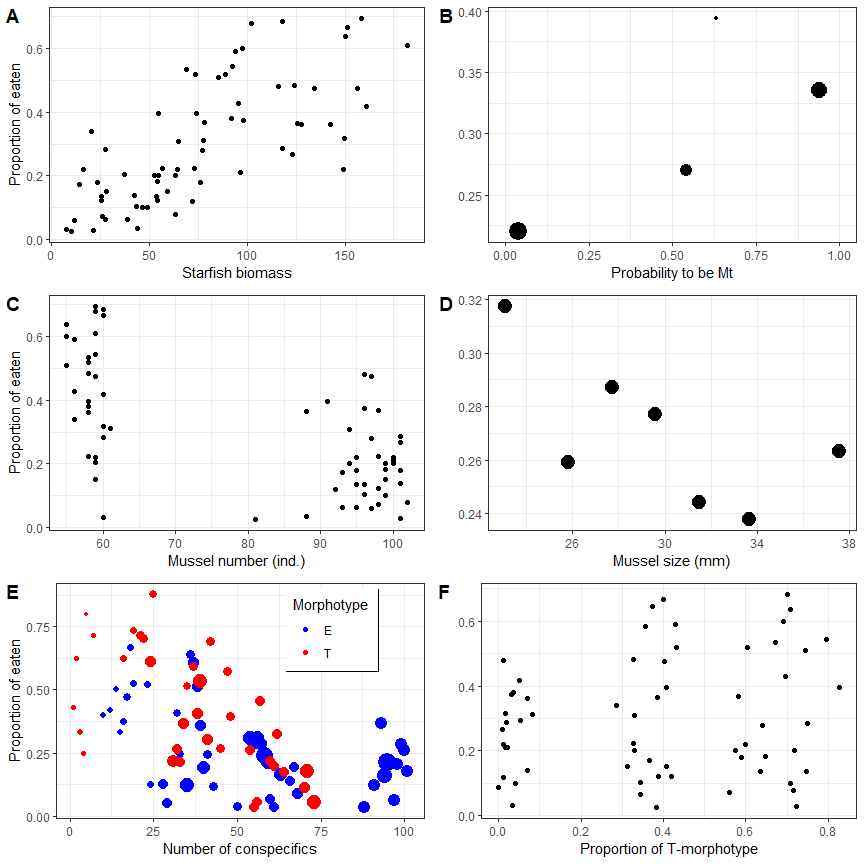 A
Proportion of eaten
0.6
0.4
0.2
0.0
0
50
100
150
Starfish biomass
B
0.40
0.35
0.30
0.25
0.00
0.25
0.50
0.75
1.00
Probability to be Mt
C
Proportion of eaten
0.6
0.4
0.2
0.0
60
70
80
90
100
Mussel number (ind.)
D
0.32
0.30
0.28
0.26
0.24
26
30
34
38
Mussel size (mm)
E
Proportion of eaten
0.75
0.50
0.25
0.00
Morphotype
E
T
0
25
50
75
100
Number of conspecifics
F
0.6
0.4
0.2
0.0
0.0
0.2
0.4
0.6
0.8
Proportion of T-morphotype